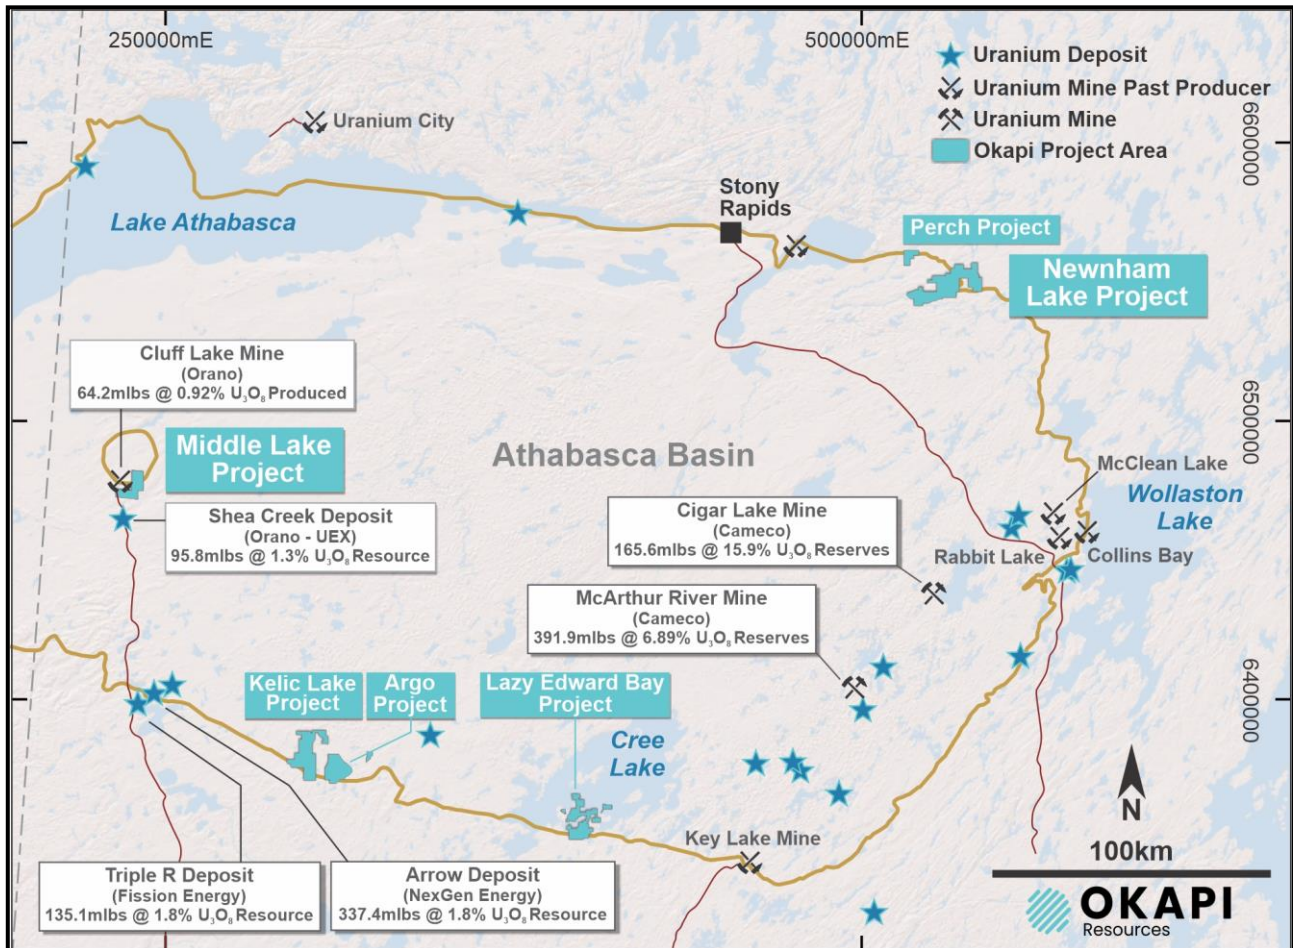 250000mE
500000mE
Uranium Deposit
Uranium Mine Past Producer
Uranium Mine
Okapi Project Area
6600000
Uranium City
Stony
Rapids
Lake Athabasca
Perch Project
Newnham
Lake Project
Cluff Lake Mine
(Orano)
64.2mlbs @ 0.92% U₃O₈ Produced
6500000
Middle Lake
Project
Athabasca Basin
McClean Lake
Wollaston
Lake
Shea Creek Deposit
(Orano - UEX)
95.8mlbs @ 1.3% U₃O₈ Resource
Cigar Lake Mine
(Cameco)
165.6mlbs @ 15.9% U₃O₈ Reserves
Rabbit Lake
Collins Bay
McArthur River Mine
(Cameco)
391.9mlbs @ 6.89% U₃O₈ Reserves
6400000
Kelic Lake
Project
Argo
Project
Lazy Edward Bay
Project
Cree
Lake
N
100km
Key Lake Mine
Triple R Deposit
(Fission Energy)
135.1mlbs @ 1.8% U₃O₈ Resource
Arrow Deposit
(NexGen Energy)
337.4mlbs @ 1.8% U₃O₈ Resource
OKAPI
Resources